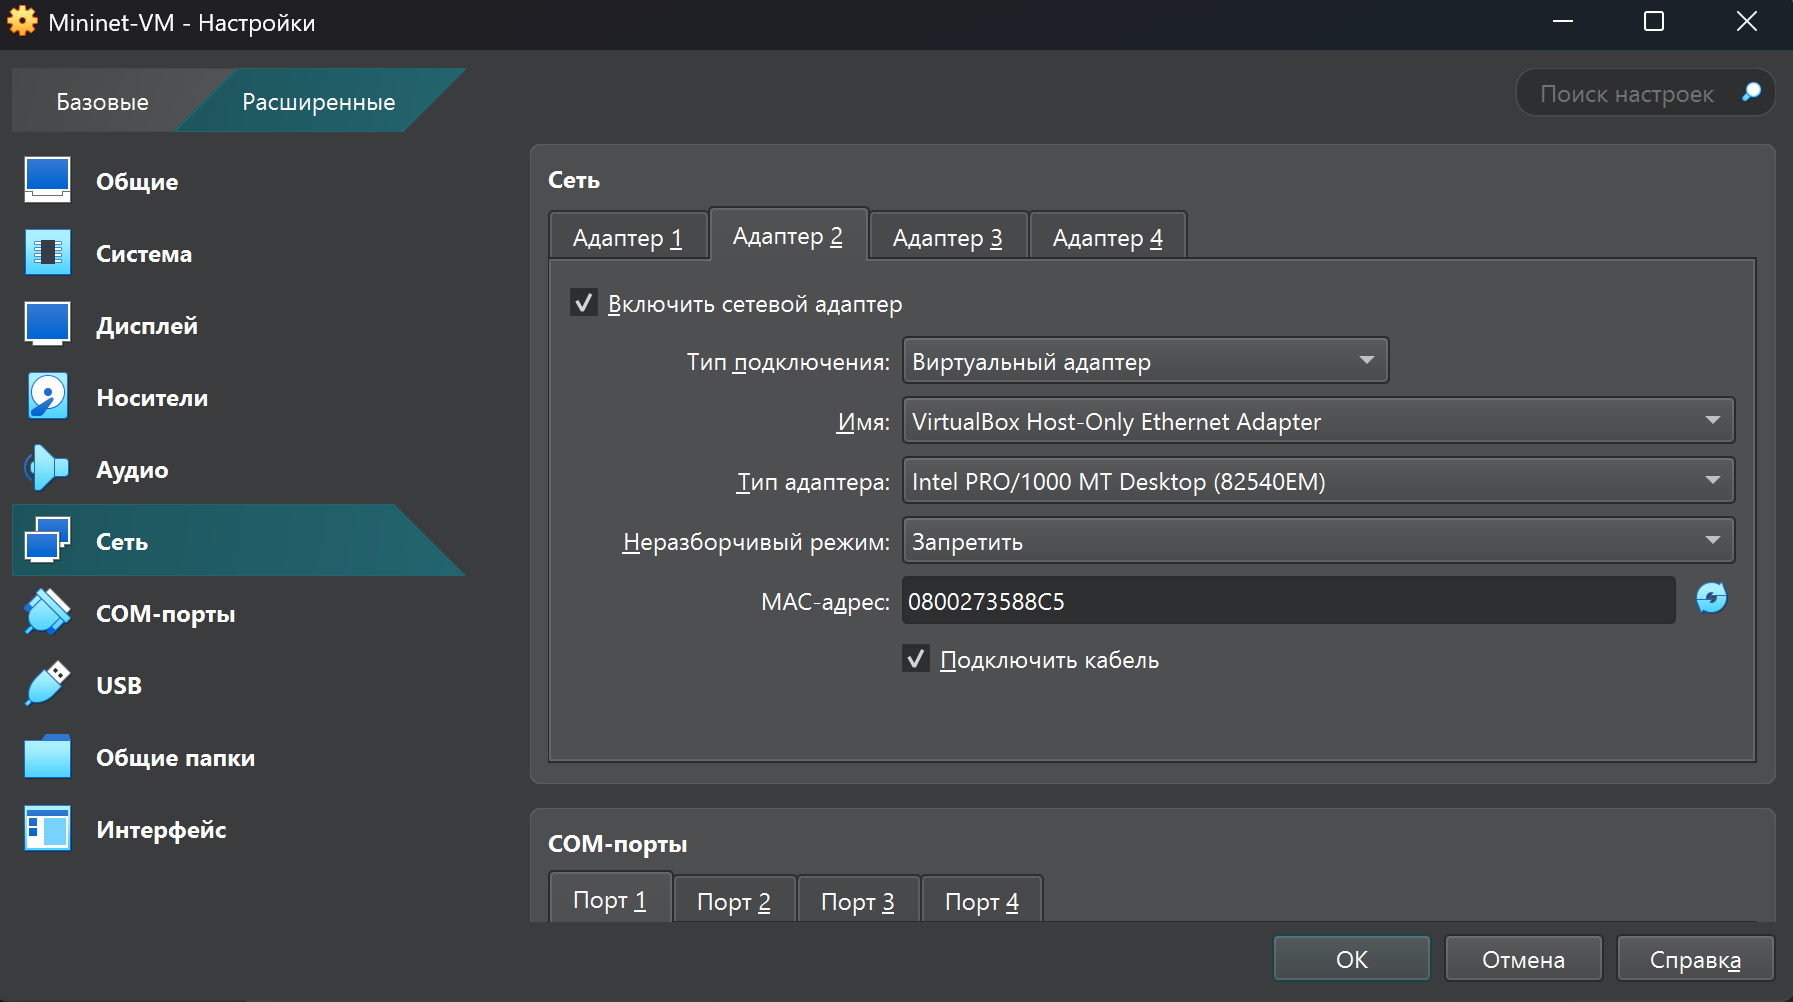 Mininet-VM - Настройки
Базовые
Расширенные
Поиск настроек
Общие
Система
Дисплей
Носители
Аудио
Сеть
COM-порты
USB
Общие папки
Интерфейс
Сеть
Адаптер 1
Адаптер 2
Адаптер 3
Адаптер 4
Включить сетевой адаптер
Тип подключения: Виртуальный адаптер
Имя: VirtualBox Host-Only Ethernet Adapter
Тип адаптера: Intel PRO/1000 MT Desktop (82540EM)
Неразборчивый режим: Запретить
MAC-адрес: 0800273588C5
Подключить кабель
COM-порты
Порт 1
Порт 2
Порт 3
Порт 4
OK
Отмена
Справка